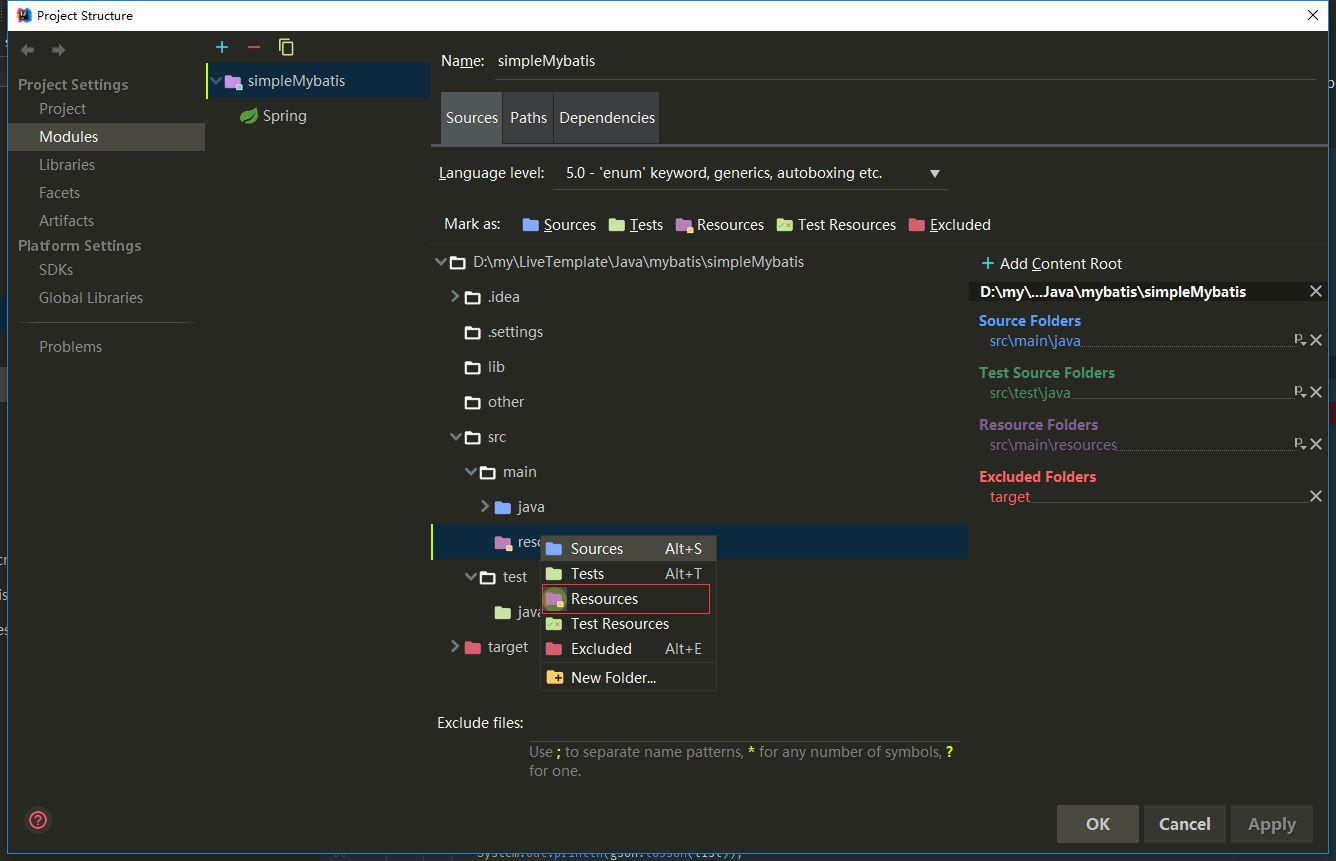 Project Structure
Project Settings
Project
Modules
Libraries
Facets
Artifacts
Platform Settings
SDKs
Global Libraries
Problems
simpleMybatis
Spring
Name: simpleMybatis
Sources Paths Dependencies
Language level: 5.0 - 'enum' keyword, generics, autoboxing etc.
Mark as: Sources Tests Resources Test Resources Excluded
D:\my\LiveTemplate\Java\mybatis\simpleMybatis
.idea
.settings
lib
other
src
main
java
test
target
Sources Alt+S
Tests Alt+T
Resources
Test Resources
Excluded Alt+E
New Folder...
Add Content Root
D:\my\...Java\mybatis\simpleMybatis
Source Folders
src\main\java
Test Source Folders
src\test\java
Resource Folders
src\main\resources
Excluded Folders
target
Exclude files:
Use ; to separate name patterns, * for any number of symbols, ?
for one.
OK Cancel Apply